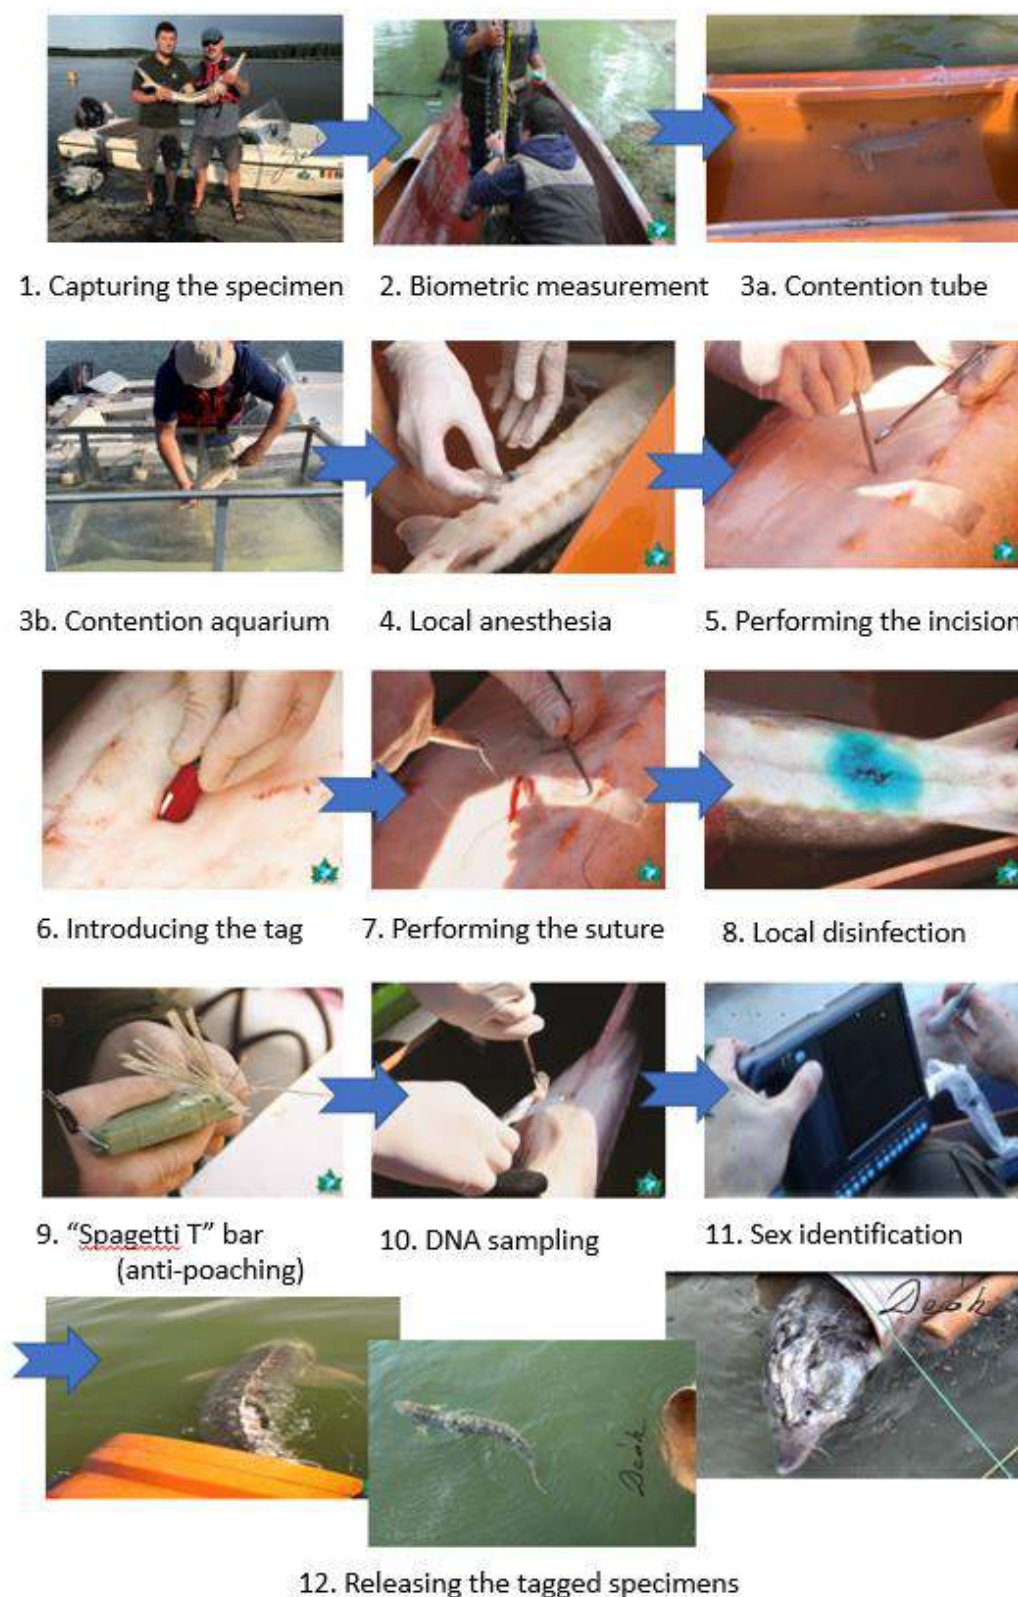 1. Capturing the specimen
2. Biometric measurement
3a. Contention tube
3b. Contention aquarium
4. Local anesthesia
5. Performing the incision
6. Introducing the tag
7. Performing the suture
8. Local disinfection
9. “Spagetti T” bar
(anti-poaching)
10. DNA sampling
11. Sex identification
Deák
Deák
12. Releasing the tagged specimens